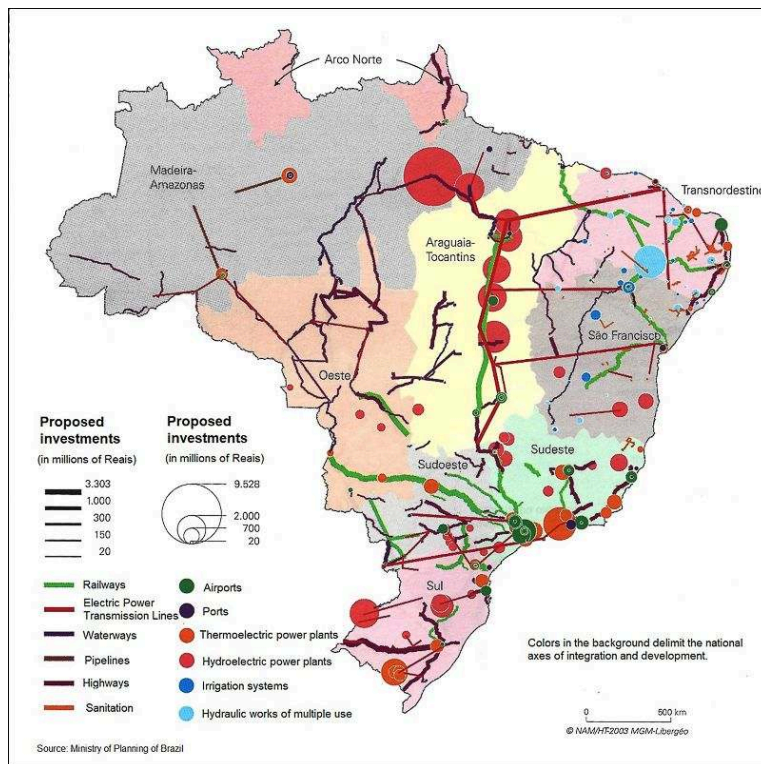 Arco Norte
Madeira-
Amazonas
Transnordestino
Araguaia-
Tocantins
São Francisco
Oeste
Sudoeste
Sudeste
Sul
Proposed
investments
(in millions of Reais)
3.303
1.000
300
150
20
Proposed
investments
(in millions of Reais)
9.528
2.000
700
20
Railways
Electric Power
Transmission Lines
Waterways
Pipelines
Highways
Sanitation
Airports
Ports
Thermoelectric power plants
Hydroelectric power plants
Irrigation systems
Hydraulic works of multiple use
Colors in the background delimit the national
axes of integration and development.
0 500 km
© NAM/HT-2003 MGM-Libergéo
Source: Ministry of Planning of Brazil